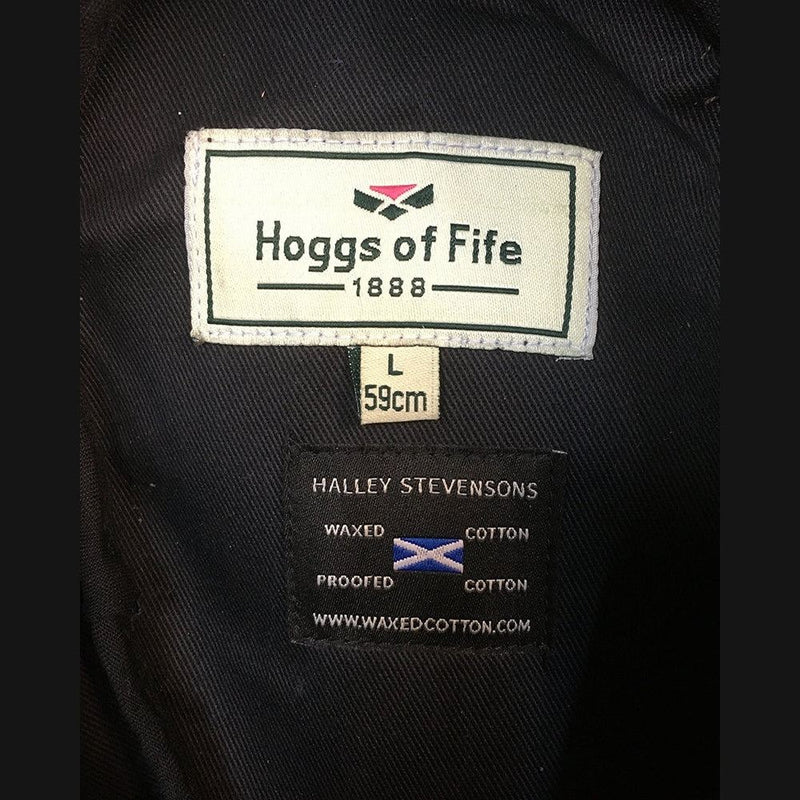 Hoggs of Fife
1888
L
59cm
HALLEY STEVENSONS
WAXED COTTON
PROOFED COTTON
WWW.WAXEDCOTTON.COM